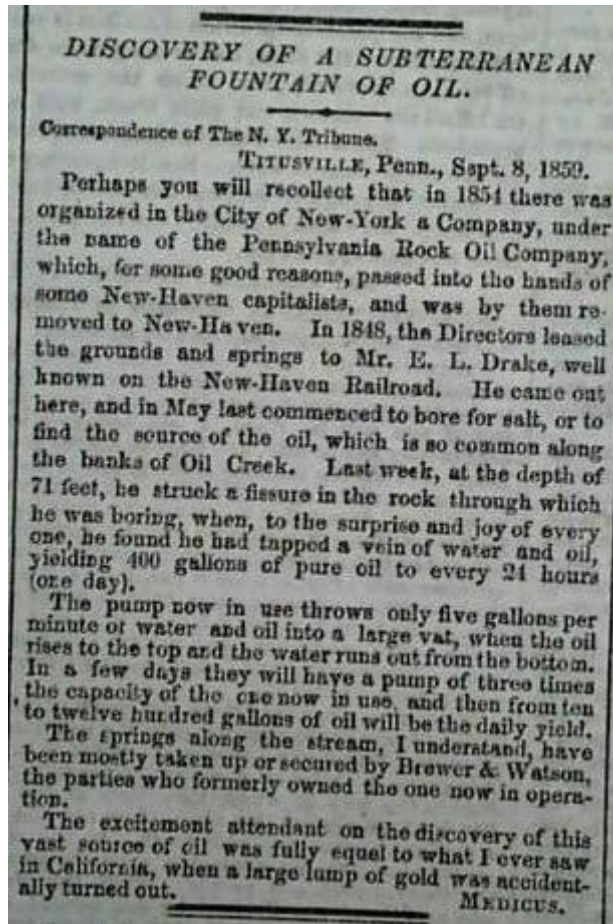 DISCOVERY OF A SUBTERRANEAN
FOUNTAIN OF OIL.
Correspondence of The N. Y. Tribune.
TITUSVILLE, Penn., Sept. 8, 1859.
Perhaps you will recollect that in 1854 there was
organized in the City of New-York a Company, under
the name of the Pennsylvania Rock Oil Company,
which, for some good reasons, passed into the hands of
some New-Haven capitalists, and was by them re-
moved to New-Haven. In 1848, the Directors leased
the grounds and springs to Mr. E. L. Drake, well
known on the New-Haven Railroad. He came out
here, and in May last commenced to bore for salt, or to
find the source of the oil, which is so common along
the banks of Oil Creek. Last week, at the depth of
71 feet, he struck a fissure in the rock through which
he was boring, when, to the surprise and joy of every
one, he found he had tapped a vein of water and oil,
yielding 400 gallons of pure oil to every 24 hours
(one day).
The pump now in use throws only five gallons per
minute of water and oil into a large vat, when the oil
rises to the top and the water runs out from the bottom.
In a few days they will have a pump of three times
the capacity of the one now in use, and then from ten
to twelve hundred gallons of oil will be the daily yield.
The springs along the stream, I understand, have
been mostly taken up or secured by Brewer & Watson,
the parties who formerly owned the one now in opera-
tion.
The excitement attendant on the discovery of this
vast source of oil was fully equal to what I ever saw
in California, when a large lump of gold was accident-
ally turned out. MEDICUS.